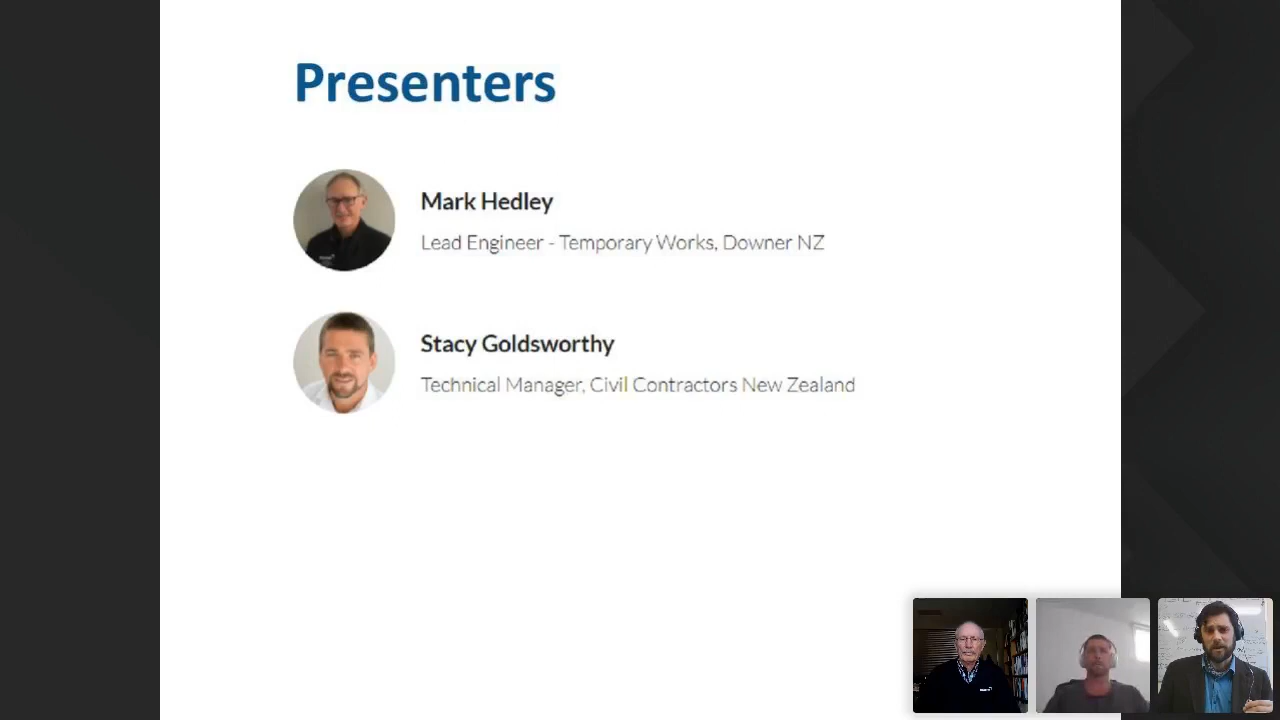 Presenters
Mark Hedley
Lead Engineer - Temporary Works, Downer NZ
Stacy Goldsworthy
Technical Manager, Civil Contractors New Zealand